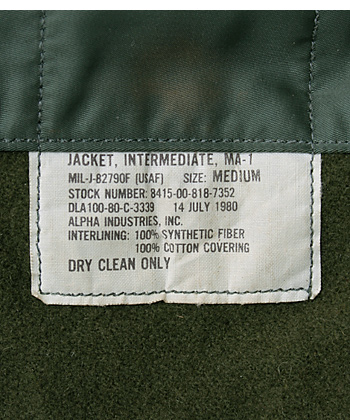 JACKET, INTERMEDIATE, MA-1
MIL-J-82790F (USAF) SIZE: MEDIUM
STOCK NUMBER: 8415-00-818-7352
DLA100-80-C-3339 14 JULY 1980
ALPHA INDUSTRIES, INC.
INTERLINING: 100% SYNTHETIC FIBER
100% COTTON COVERING
DRY CLEAN ONLY